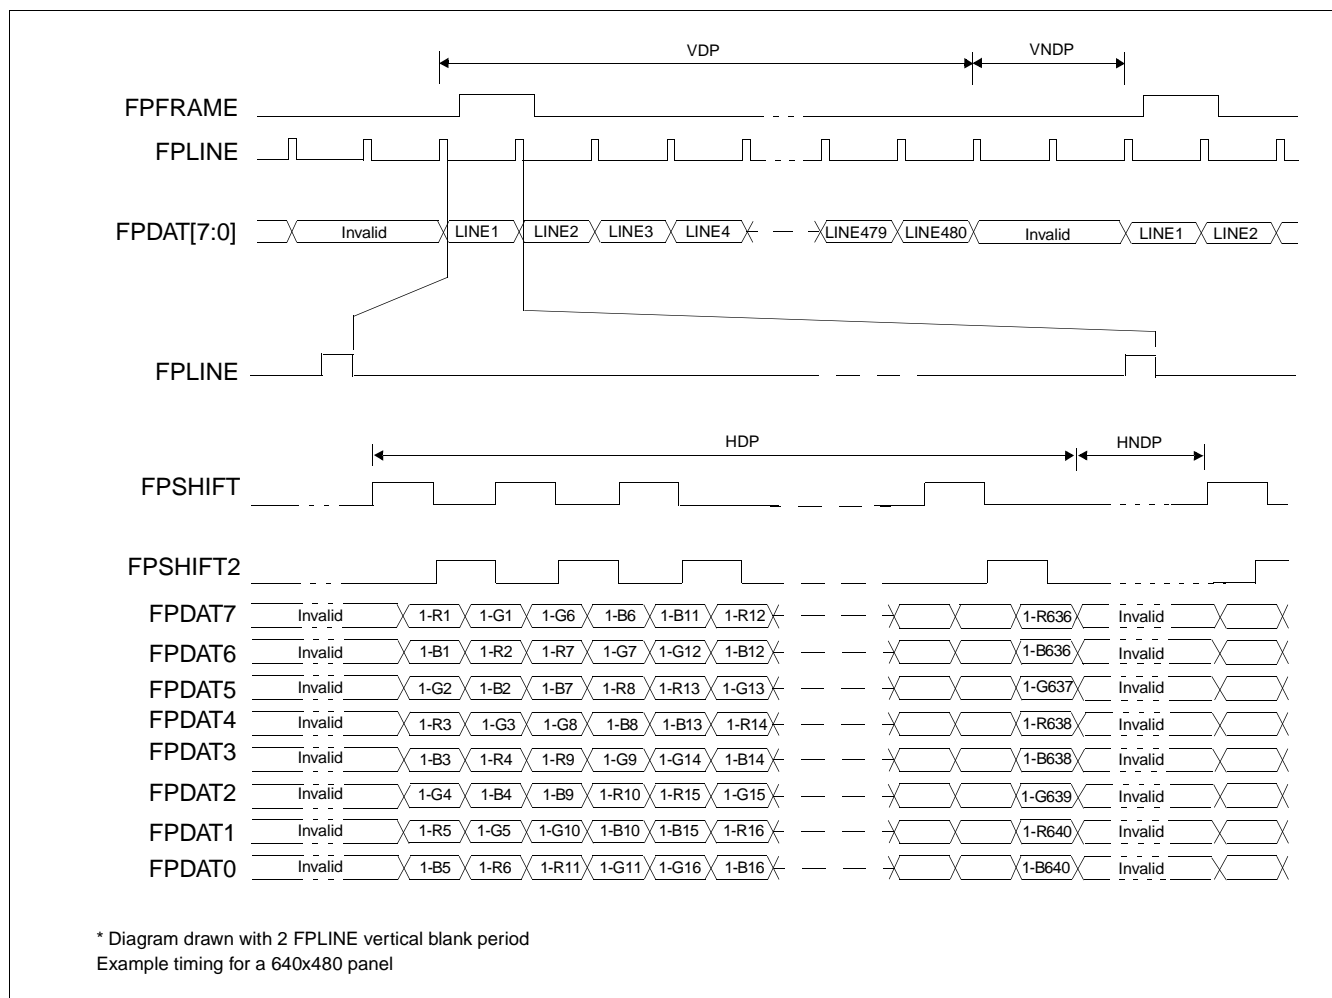 VDP VNDP
FPFRAME
FPLINE
FPDAT[7:0] Invalid LINE1 LINE2 LINE3 LINE4 LINE479 LINE480 Invalid LINE1 LINE2
FPLINE
HDP HNDP
FPSHIFT
FPSHIFT2
FPDAT7 Invalid 1-R1 1-G1 1-G6 1-B6 1-B11 1-R12 1-R636 Invalid
FPDAT6 Invalid 1-B1 1-R2 1-R7 1-G7 1-G12 1-B12 1-B636 Invalid
FPDAT5 Invalid 1-G2 1-B2 1-B7 1-R8 1-R13 1-G13 1-G637 Invalid
FPDAT4 Invalid 1-R3 1-G3 1-G8 1-B8 1-B13 1-R14 1-R638 Invalid
FPDAT3 Invalid 1-B3 1-R4 1-R9 1-G9 1-G14 1-B14 1-B638 Invalid
FPDAT2 Invalid 1-G4 1-B4 1-B9 1-R10 1-R15 1-G15 1-G639 Invalid
FPDAT1 Invalid 1-R5 1-G5 1-G10 1-B10 1-B15 1-R16 1-R640 Invalid
FPDAT0 Invalid 1-B5 1-R6 1-R11 1-G11 1-G16 1-B16 1-B640 Invalid
* Diagram drawn with 2 FPLINE vertical blank period
Example timing for a 640x480 panel